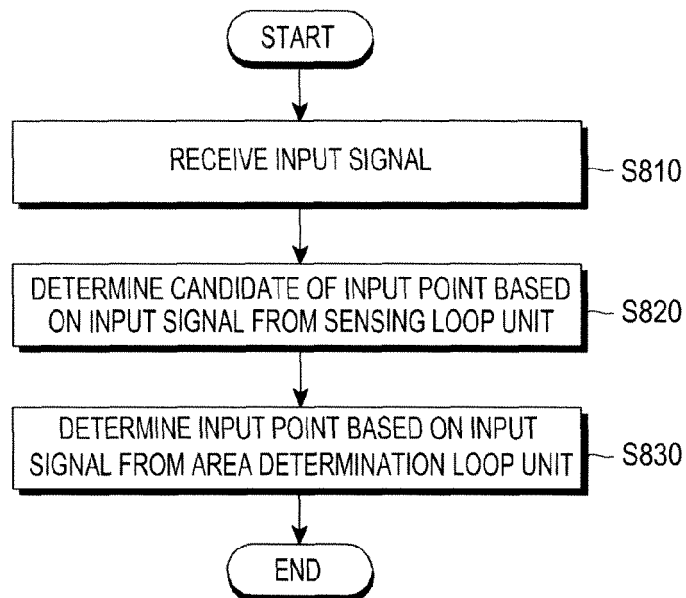 START
RECEIVE INPUT SIGNAL
S810
DETERMINE CANDIDATE OF INPUT POINT BASED
ON INPUT SIGNAL FROM SENSING LOOP UNIT
S820
DETERMINE INPUT POINT BASED ON INPUT
SIGNAL FROM AREA DETERMINATION LOOP UNIT
S830
END